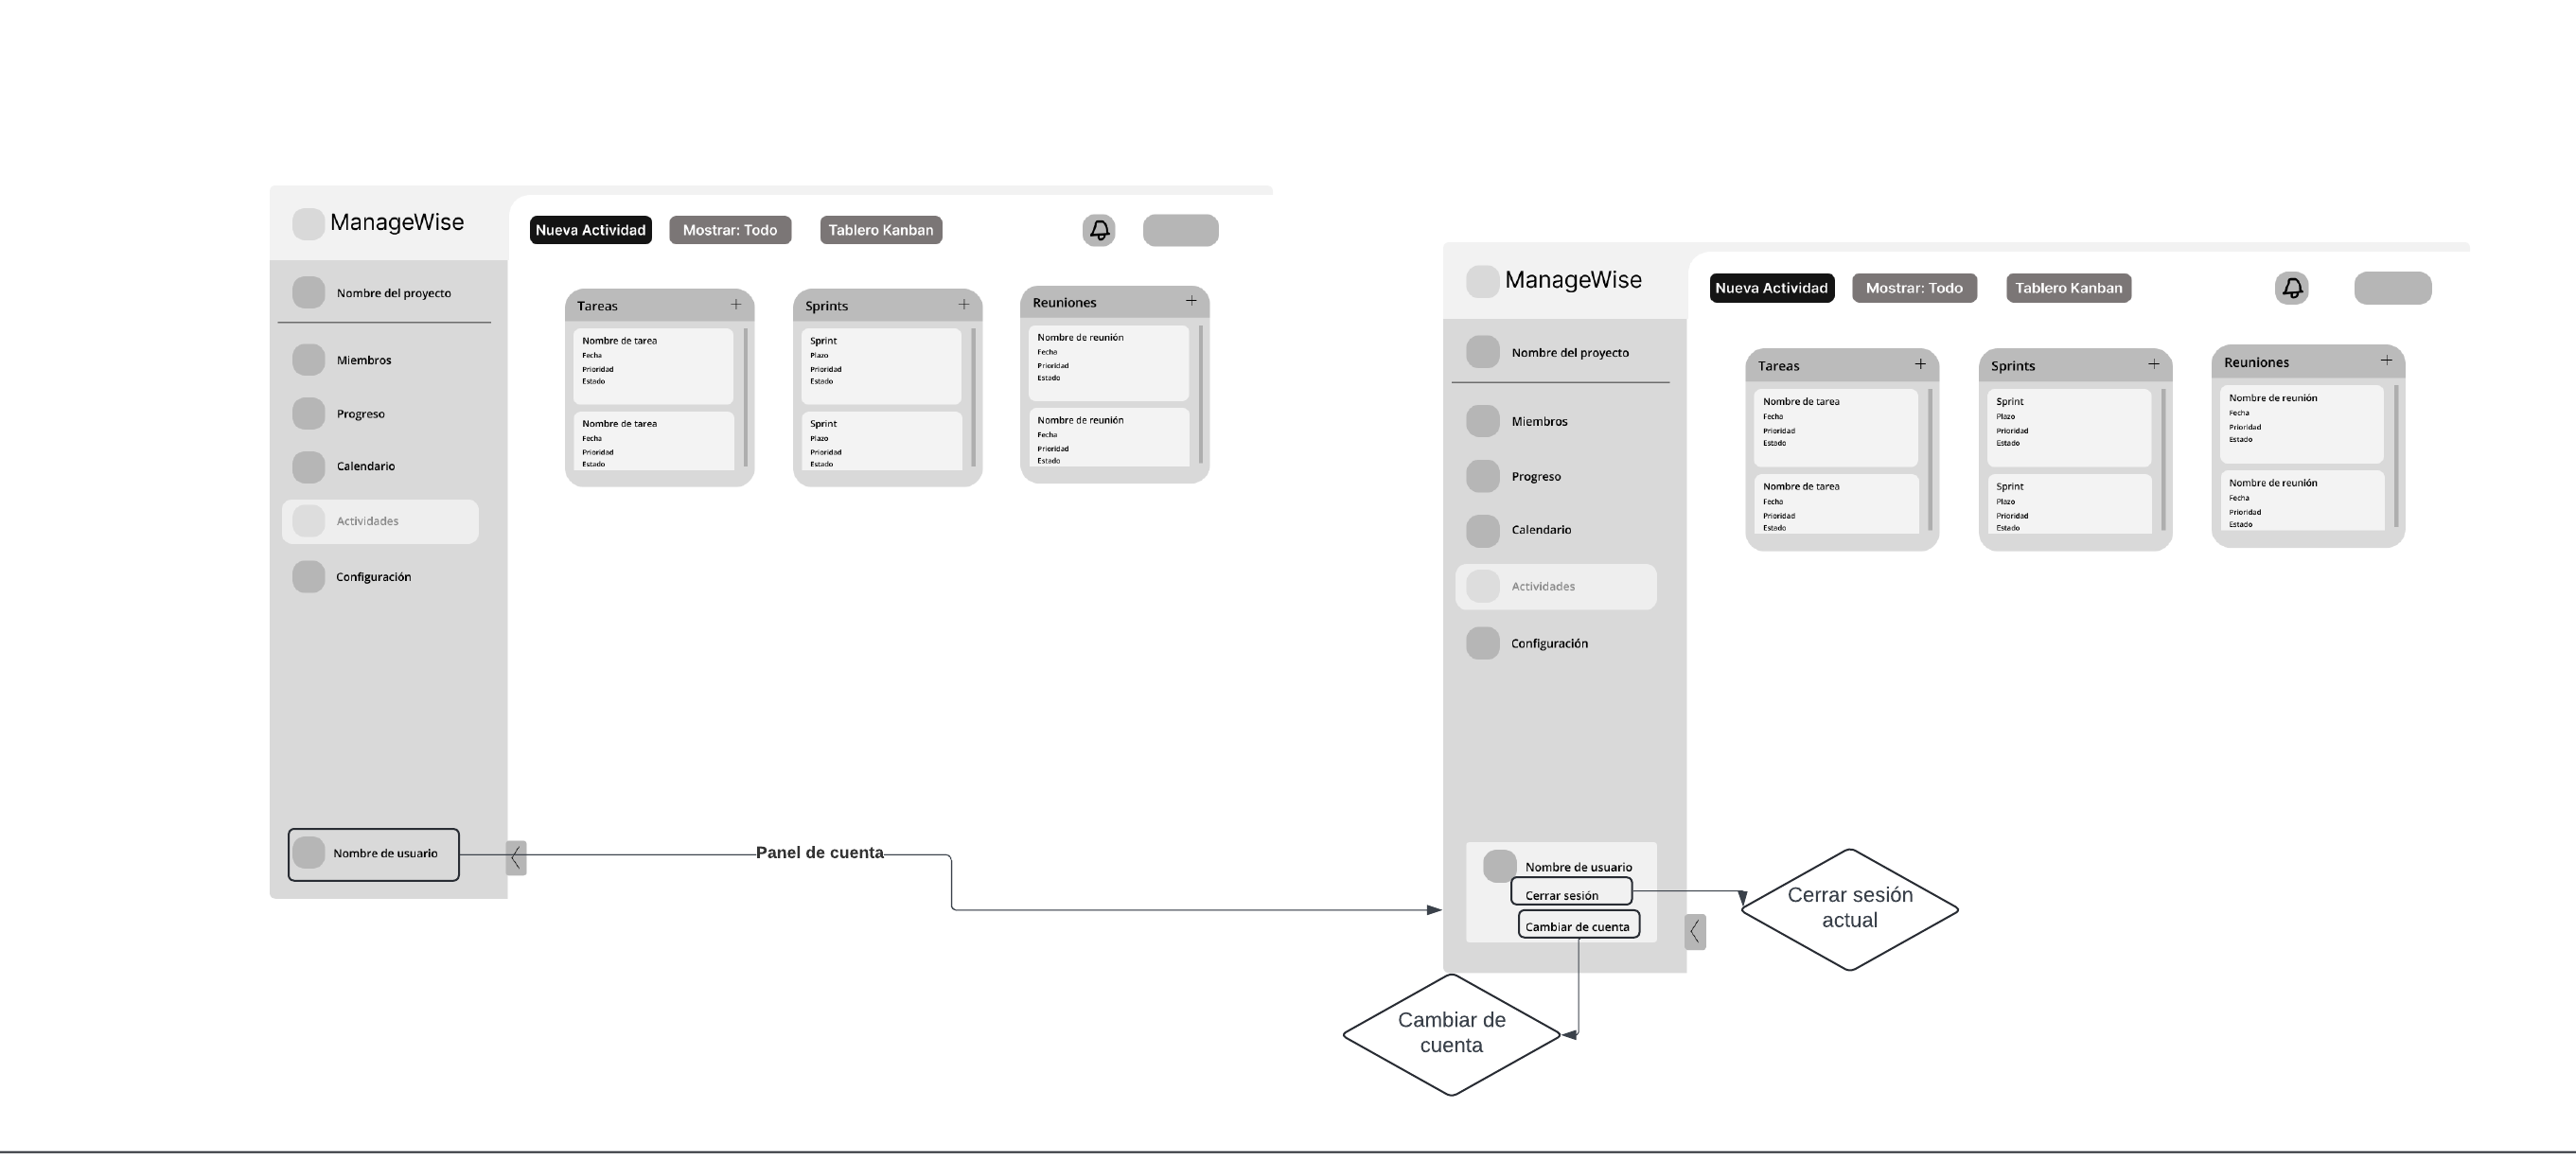 ManageWise
Nombre del proyecto
Miembros
Progreso
Calendario
Actividades
Configuración
Nombre de usuario
Nueva Actividad
Mostrar: Todo
Tablero Kanban
Tareas
Nombre de tarea
Fecha
Prioridad
Estado
Nombre de tarea
Fecha
Prioridad
Estado
Sprints
Sprint
Plazo
Prioridad
Estado
Sprint
Plazo
Prioridad
Estado
Reuniones
Nombre de reunión
Fecha
Prioridad
Estado
Nombre de reunión
Fecha
Prioridad
Estado
Panel de cuenta
ManageWise
Nombre del proyecto
Miembros
Progreso
Calendario
Actividades
Configuración
Nombre de usuario
Cerrar sesión
Cambiar de cuenta
Nueva Actividad
Mostrar: Todo
Tablero Kanban
Tareas
Nombre de tarea
Fecha
Prioridad
Estado
Nombre de tarea
Fecha
Prioridad
Estado
Sprints
Sprint
Plazo
Prioridad
Estado
Sprint
Plazo
Prioridad
Estado
Reuniones
Nombre de reunión
Fecha
Prioridad
Estado
Nombre de reunión
Fecha
Prioridad
Estado
Cerrar sesión
actual
Cambiar de
cuenta